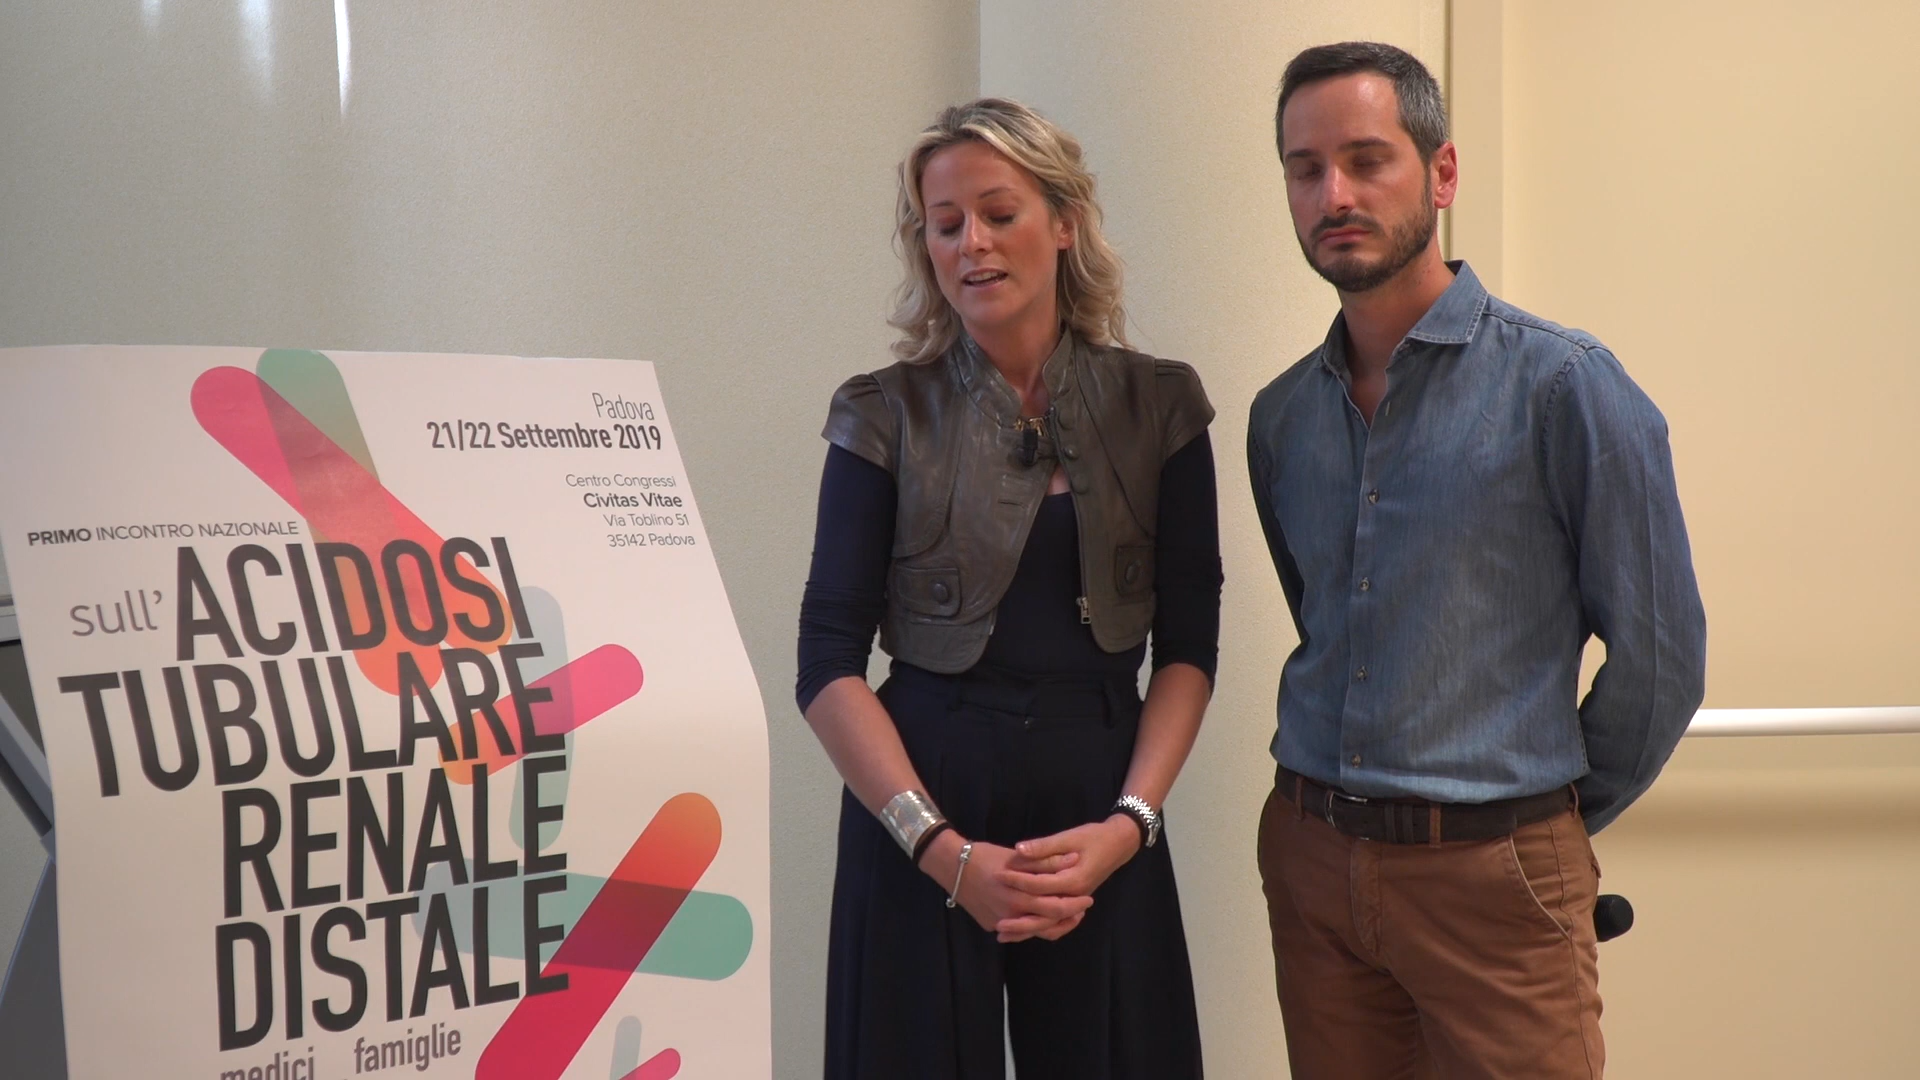 Padova
21/22 Settembre 2019
Centro Congressi
Civitas Vitae
Via Toblino 51
35142 Padova
PRIMO INCONTRO NAZIONALE
sull'ACIDOSI
TUBULARE
RENALE
DISTALE
medici famiglie